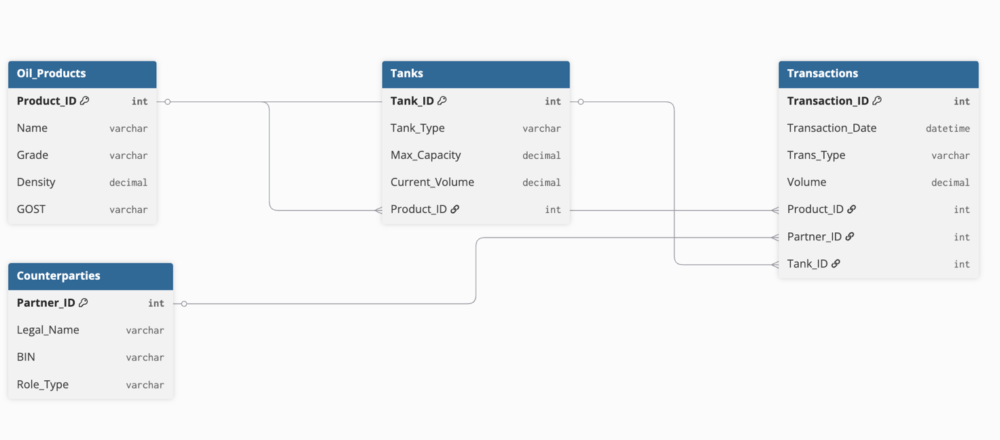 Oil_Products
Product_ID int
Name varchar
Grade varchar
Density decimal
GOST varchar
Tanks
Tank_ID int
Tank_Type varchar
Max_Capacity decimal
Current_Volume decimal
Product_ID int
Transactions
Transaction_ID int
Transaction_Date datetime
Trans_Type varchar
Volume decimal
Product_ID int
Partner_ID int
Tank_ID int
Counterparties
Partner_ID int
Legal_Name varchar
BIN varchar
Role_Type varchar